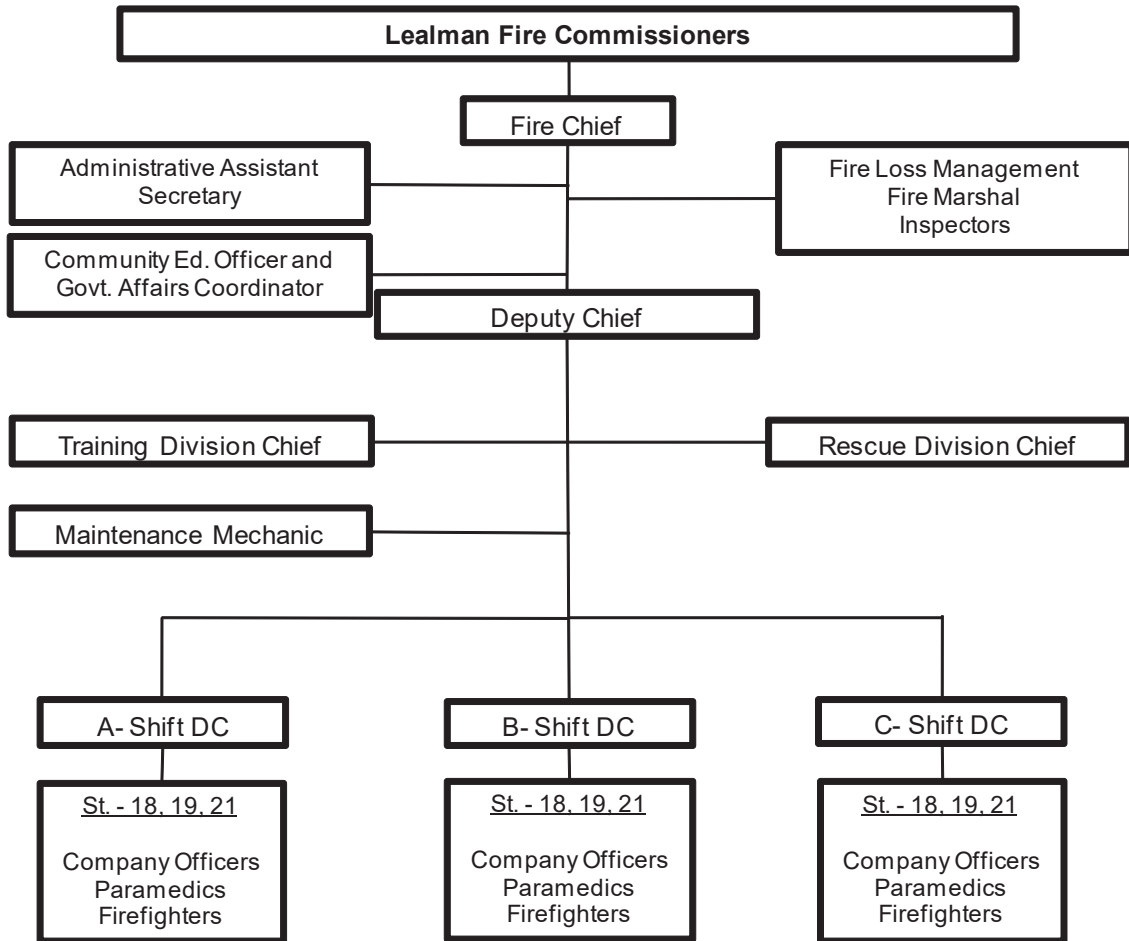 Lealman Fire Commissioners
Fire Chief
Administrative Assistant
Secretary
Fire Loss Management
Fire Marshal
Inspectors
Community Ed. Officer and
Govt. Affairs Coordinator
Deputy Chief
Training Division Chief
Rescue Division Chief
Maintenance Mechanic
A- Shift DC
B- Shift DC
C- Shift DC
St. - 18, 19, 21
Company Officers
Paramedics
Firefighters
St. - 18, 19, 21
Company Officers
Paramedics
Firefighters
St. - 18, 19, 21
Company Officers
Paramedics
Firefighters